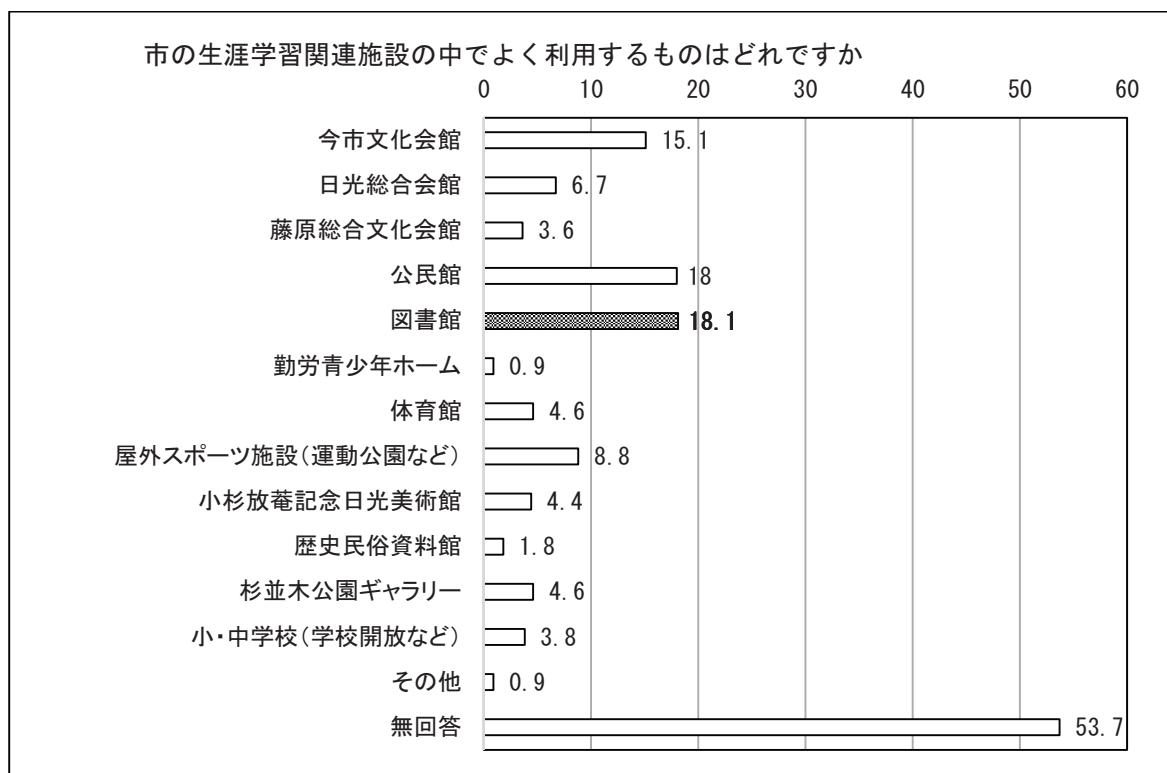 市の生涯学習関連施設の中でよく利用するものはどれですか
0 10 20 30 40 50 60
今市文化会館 15.1
日光総合会館 6.7
藤原総合文化会館 3.6
公民館 18
図書館 18.1
勤労青少年ホーム 0.9
体育館 4.6
屋外スポーツ施設(運動公園など) 8.8
小杉放菴記念日光美術館 4.4
歴史民俗資料館 1.8
杉並木公園ギャラリー 4.6
小・中学校(学校開放など) 3.8
その他 0.9
無回答 53.7